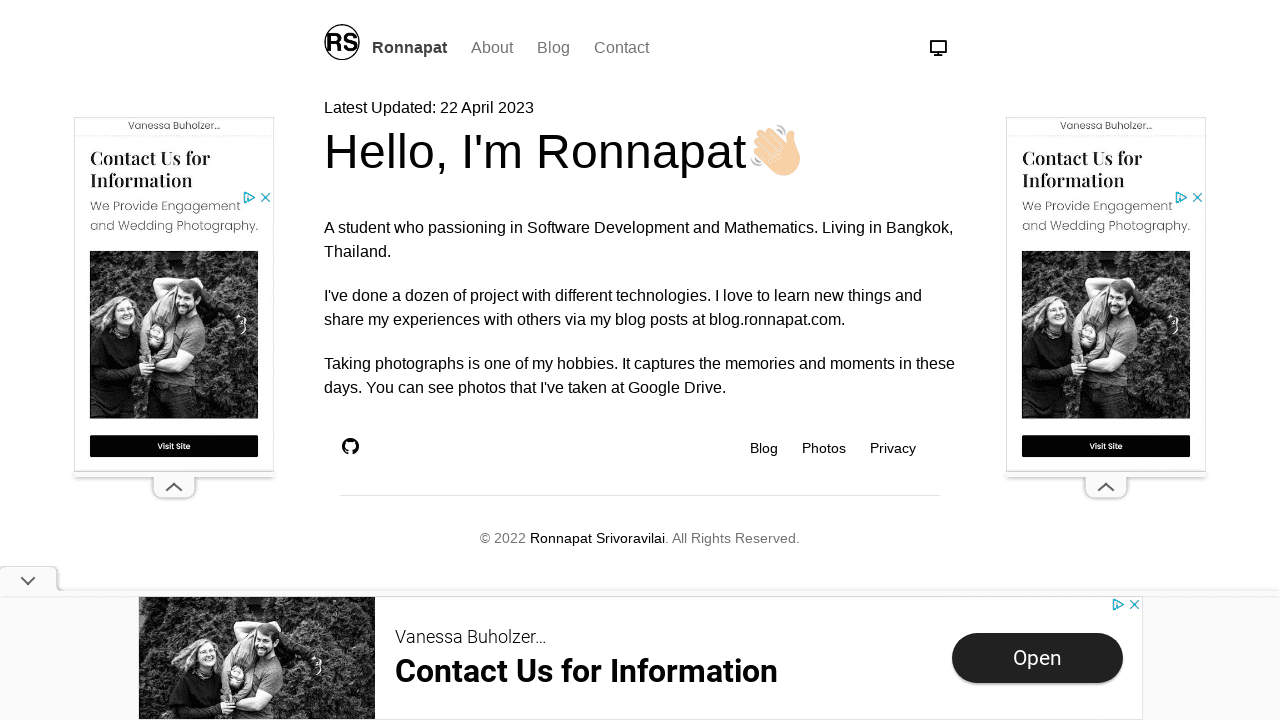 RS Ronnapat About Blog Contact
Latest Updated: 22 April 2023
Hello, I'm Ronnapat
A student who passioning in Software Development and Mathematics. Living in Bangkok,
Thailand.
I've done a dozen of project with different technologies. I love to learn new things and
share my experiences with others via my blog posts at blog.ronnapat.com.
Taking photographs is one of my hobbies. It captures the memories and moments in these
days. You can see photos that I've taken at Google Drive.
Blog Photos Privacy
© 2022 Ronnapat Srivoravilai. All Rights Reserved.
Vanessa Buholzer...
Contact Us for
Information
We Provide Engagement
and Wedding Photography.
Visit Site
Vanessa Buholzer...
Contact Us for
Information
We Provide Engagement
and Wedding Photography.
Visit Site
Vanessa Buholzer...
Contact Us for Information
Open